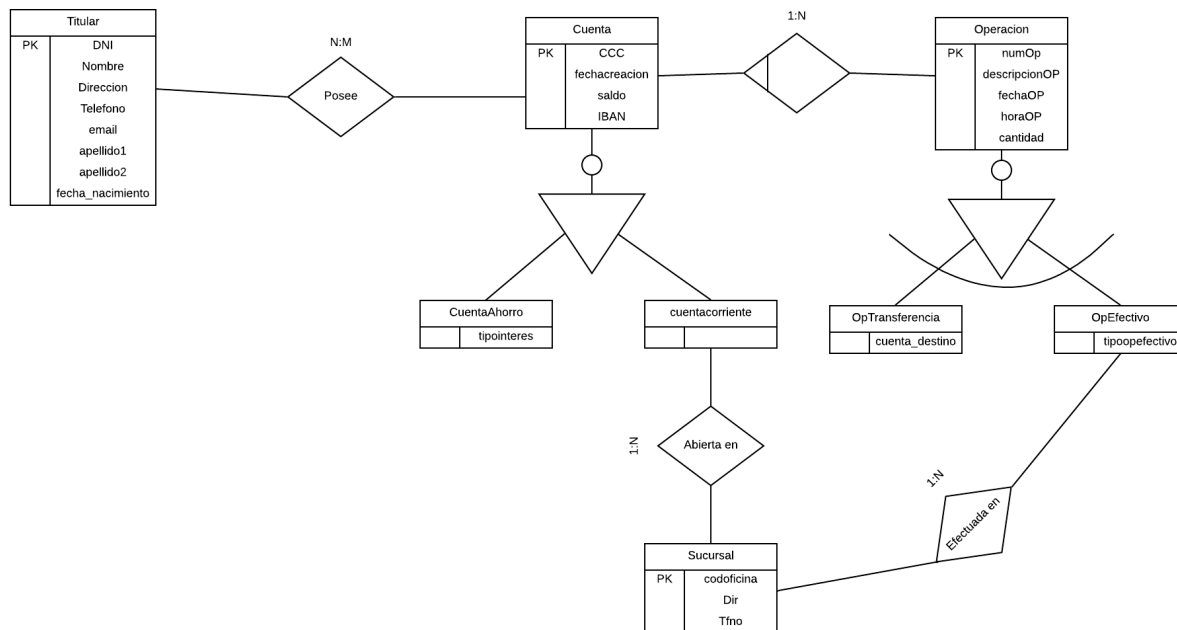 Titular
PK DNI
Nombre
Direccion
Telefono
email
apellido1
apellido2
fecha_nacimiento
N:M
Posee
Cuenta
PK CCC
fechacreacion
saldo
IBAN
1:N
Operacion
PK numOp
descripcionOP
fechaOP
horaOP
cantidad
CuentaAhorro
tipointeres
cuentacorriente
OpTransferencia
cuenta_destino
OpEfectivo
tipoopefectivo
1:N
Abierta en
1:N
Efectuada en
Sucursal
PK codoficina
Dir
Tfno